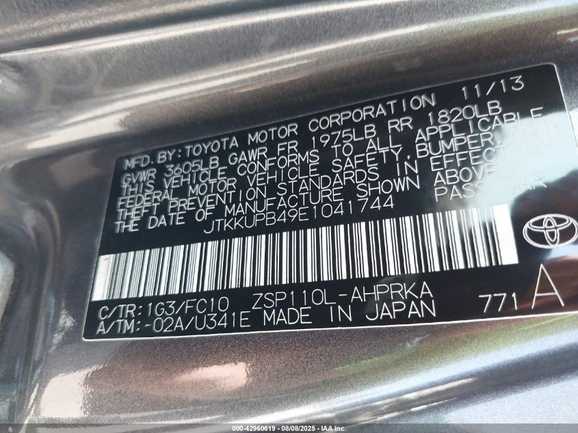 MFD.BY:TOYOTA MOTOR CORPORATION 11/13
GVWR 3605LB GAWR FR 1975LB RR 1820LB
THIS VEHICLE CONFORMS TO ALL APPLICABLE
FEDERAL MOTOR VEHICLE SAFETY,BUMPER,
THEFT PREVENTION STANDARDS IN EFFECT ON
THE DATE OF MANUFACTURE SHOWN ABOVE.
JTKKUPB49E1041744 PASS.CAR
C/TR:1G3/FC10 ZSP110L-AHPRKA
A/TM:-02A/U341E MADE IN JAPAN 771 A
TOYOTA
000-42960619 - 08/08/2025 - IAA Inc.